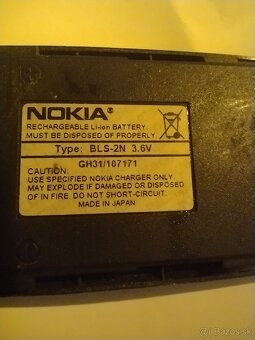 NOKIA®
RECHARGEABLE Li-ion BATTERY
MUST BE DISPOSED OF PROPERLY.
Type: BLS-2N 3.6V
GH31/107171
CAUTION:
USE SPECIFIED NOKIA CHARGER ONLY
MAY EXPLODE IF DAMAGED OR DISPOSED
OF IN FIRE. DO NOT SHORT-CIRCUIT.
MADE IN JAPAN
Bazos.sk